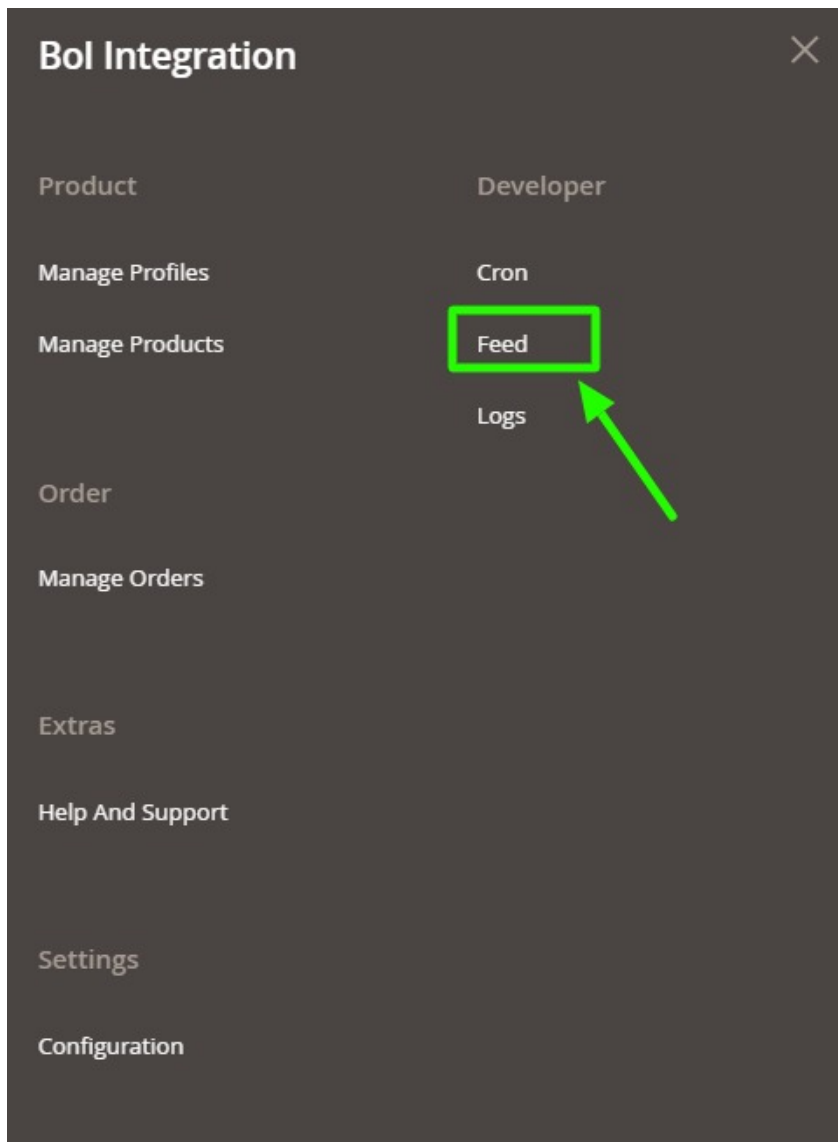 Bol Integration
Product
Manage Profiles
Manage Products
Order
Manage Orders
Extras
Help And Support
Settings
Configuration
Developer
Cron
Feed
Logs